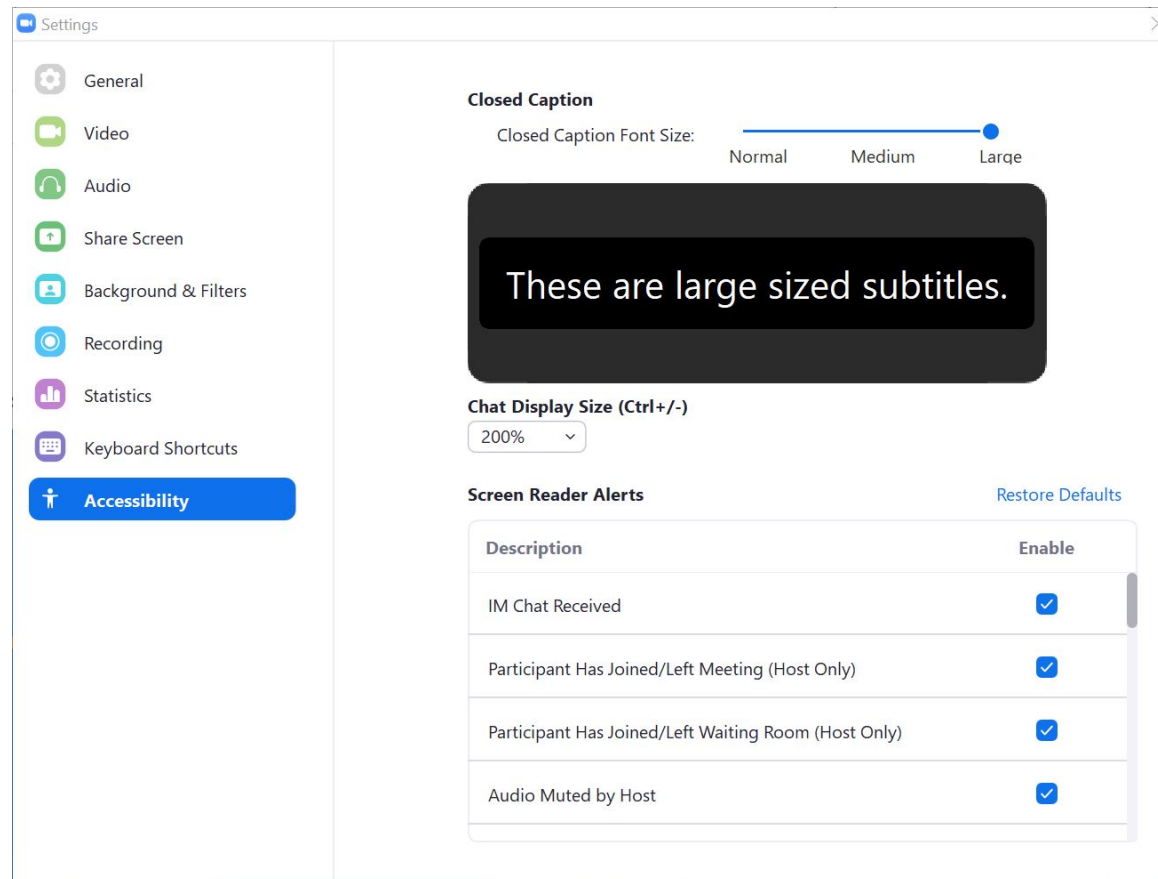 Settings
General
Video
Audio
Share Screen
Background & Filters
Recording
Statistics
Keyboard Shortcuts
Accessibility
Closed Caption
Closed Caption Font Size:
Normal Medium Large
These are large sized subtitles.
Chat Display Size (Ctrl+/-)
200%
Screen Reader Alerts Restore Defaults
Description Enable
IM Chat Received
Participant Has Joined/Left Meeting (Host Only)
Participant Has Joined/Left Waiting Room (Host Only)
Audio Muted by Host